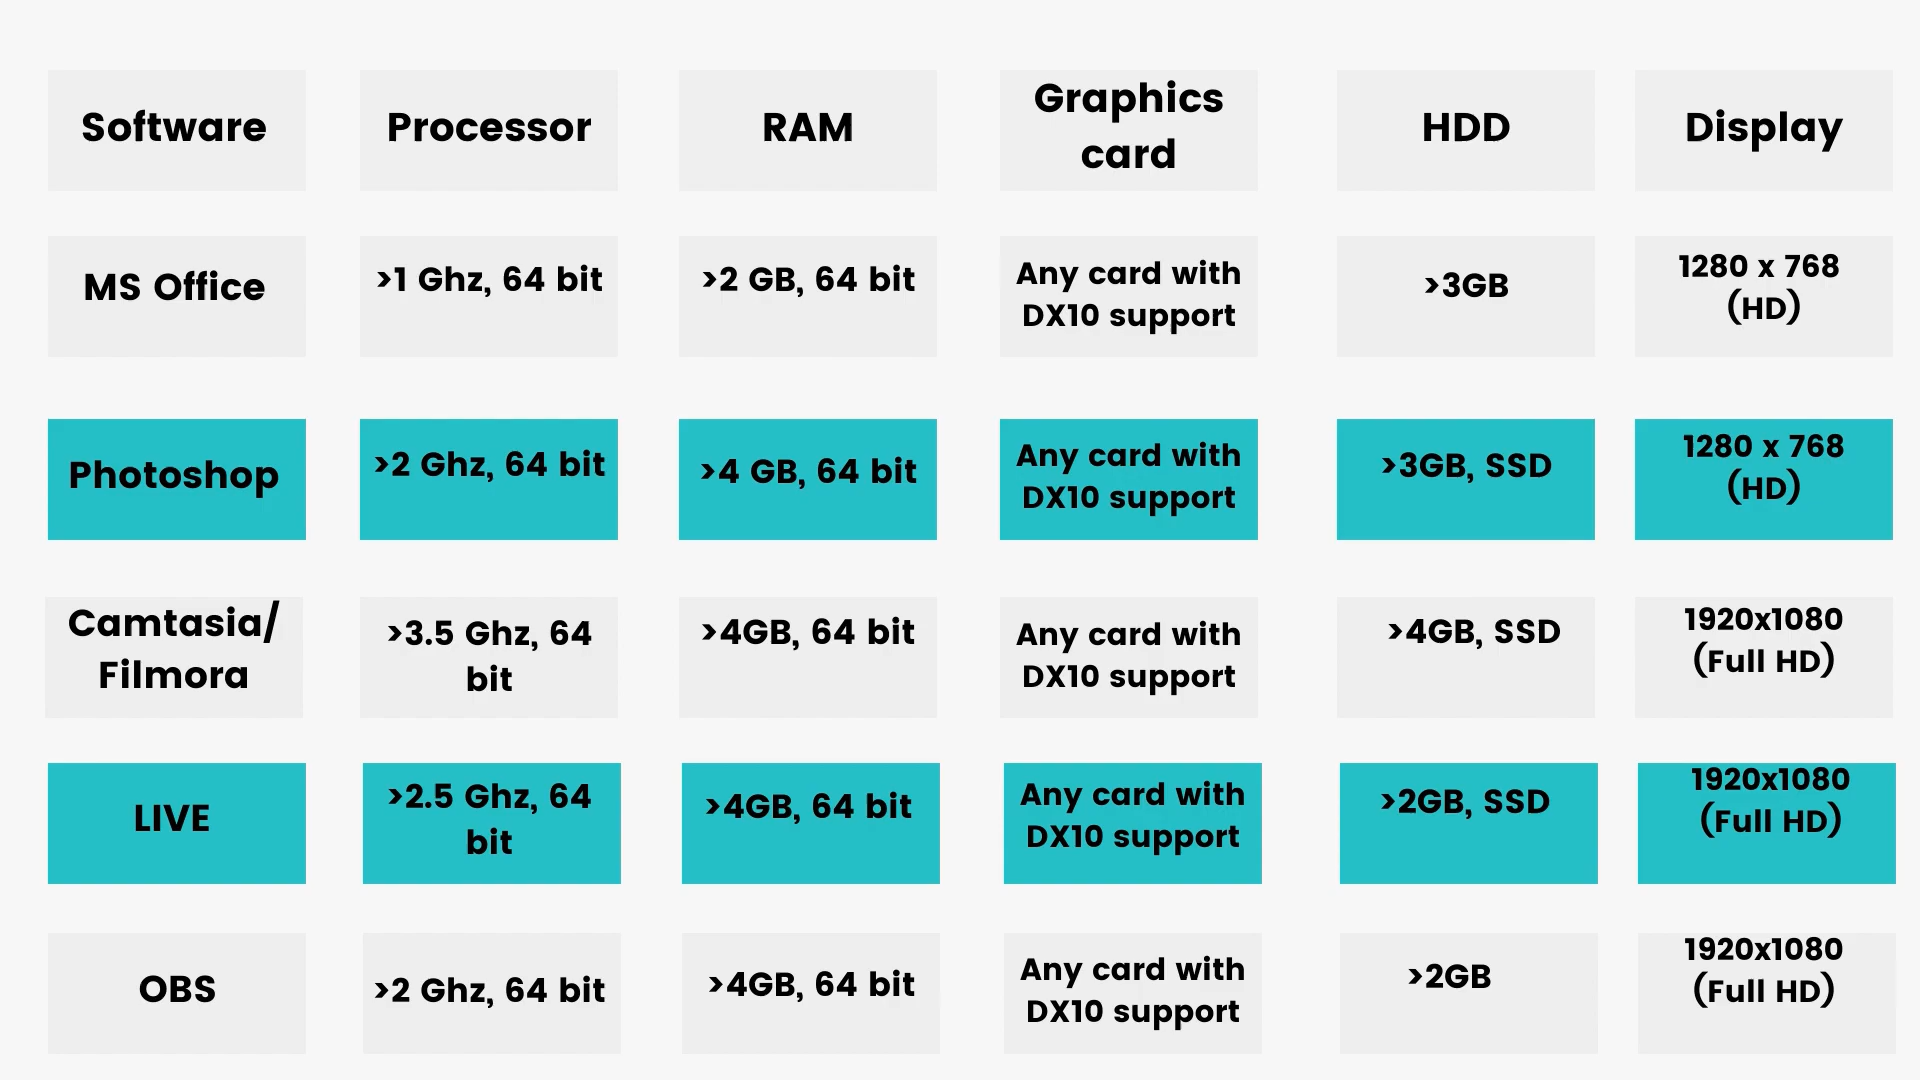 Software
Processor
RAM
Graphics
card
HDD
Display
MS Office
>1 Ghz, 64 bit
>2 GB, 64 bit
Any card with
DX10 support
>3GB
1280 x 768
(HD)
Photoshop
>2 Ghz, 64 bit
>4 GB, 64 bit
Any card with
DX10 support
>3GB, SSD
1280 x 768
(HD)
Camtasia/
Filmora
>3.5 Ghz, 64
bit
>4GB, 64 bit
Any card with
DX10 support
>4GB, SSD
1920x1080
(Full HD)
LIVE
>2.5 Ghz, 64
bit
>4GB, 64 bit
Any card with
DX10 support
>2GB, SSD
1920x1080
(Full HD)
OBS
>2 Ghz, 64 bit
>4GB, 64 bit
Any card with
DX10 support
>2GB
1920x1080
(Full HD)